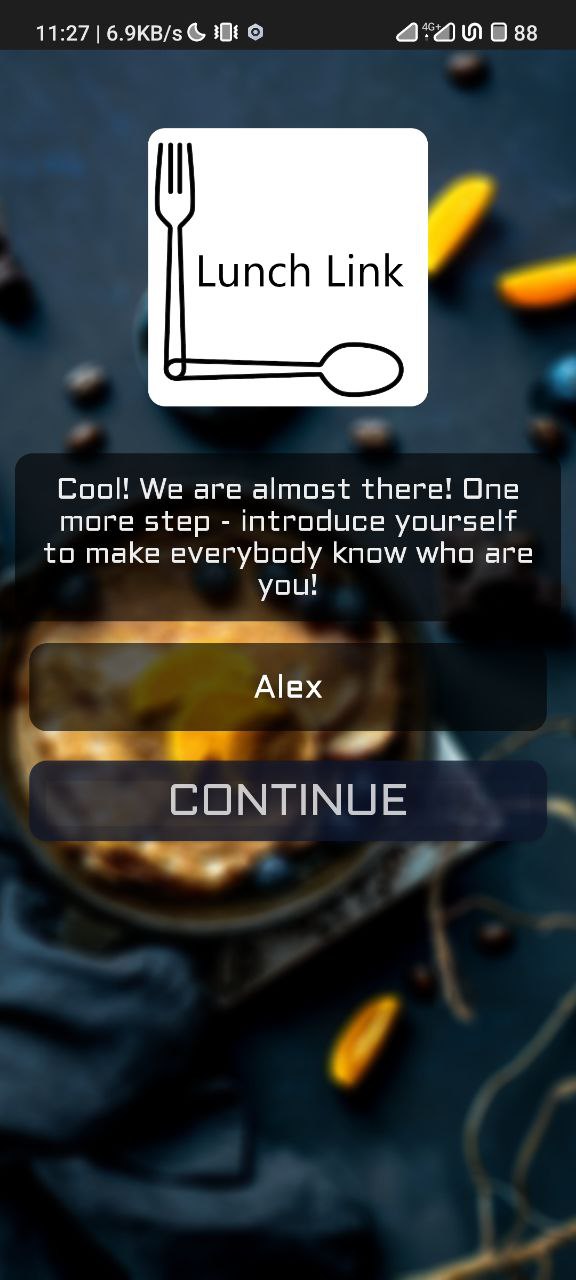 11:27 | 6.9KB/s 4G+ 88
Lunch Link
Cool! We are almost there! One
more step - introduce yourself
to make everybody know who are
you!
Alex
CONTINUE